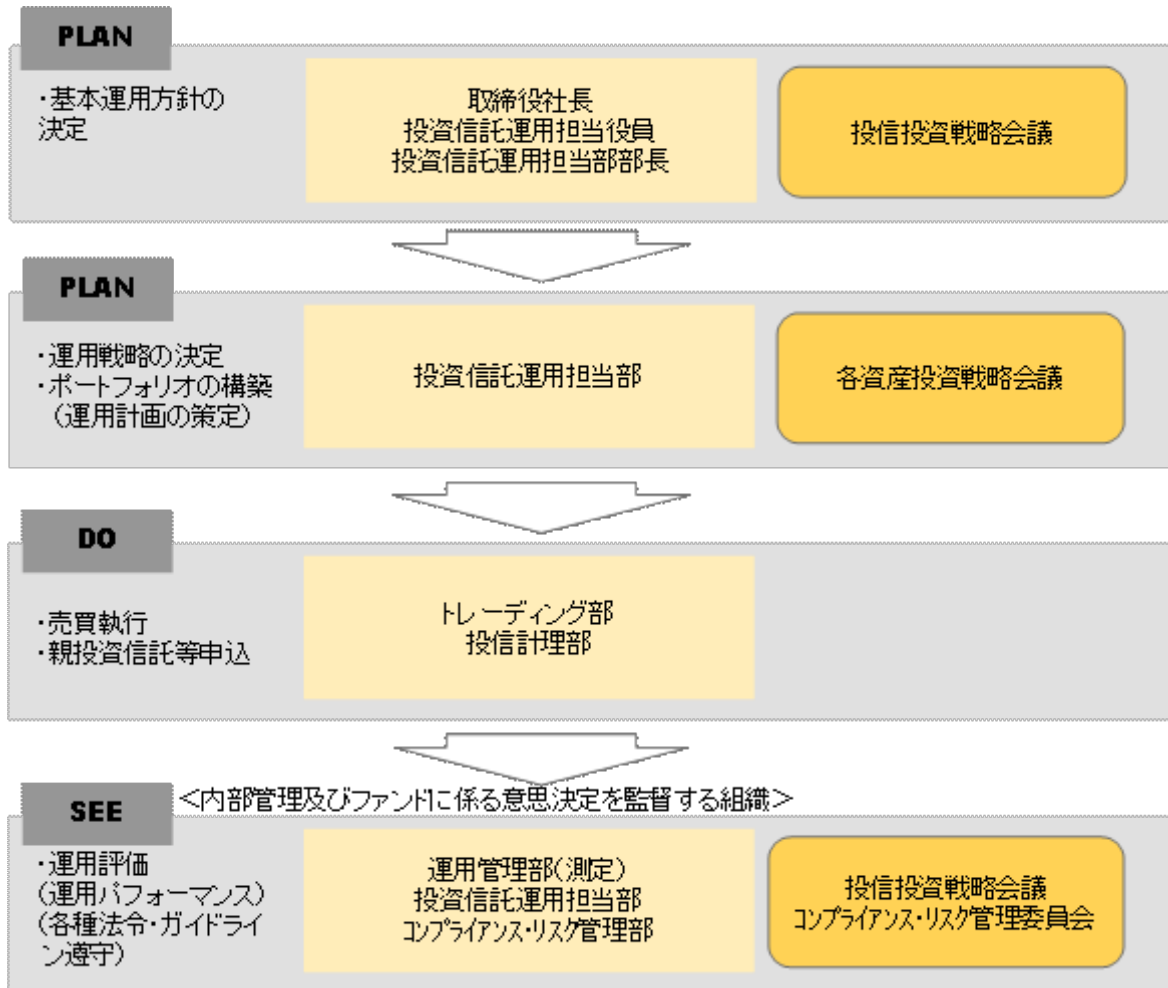 PLAN
・基本運用方針の
決定
取締役社長
投資信託運用担当役員
投資信託運用担当部部長
投信投資戦略会議
PLAN
・運用戦略の決定
・ポートフォリオの構築
（運用計画の策定）
投資信託運用担当部
各資産投資戦略会議
DO
・売買執行
・親投資信託等申込
トレーディング部
投信計理部
SEE
＜内部管理及びファンドに係る意思決定を監督する組織＞
・運用評価
(運用パフォーマンス)
(各種法令・ガイドライ
ン遵守)
運用管理部(測定)
投資信託運用担当部
コンプライアンス・リスク管理部
投信投資戦略会議
コンプライアンス・リスク管理委員会